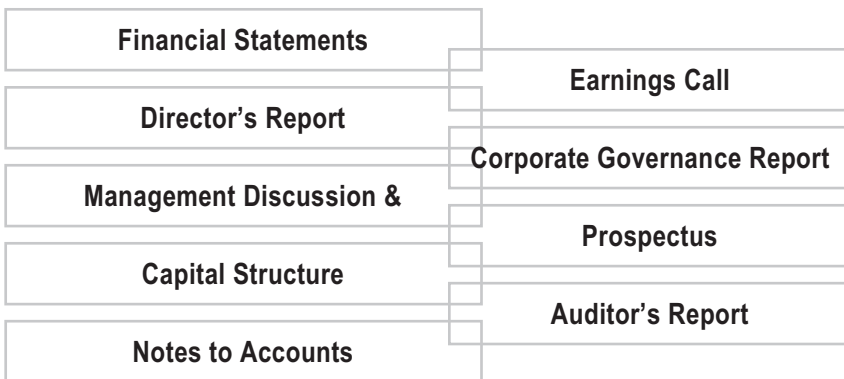 Financial Statements
Earnings Call
Director’s Report
Corporate Governance Report
Management Discussion &
Prospectus
Capital Structure
Auditor’s Report
Notes to Accounts